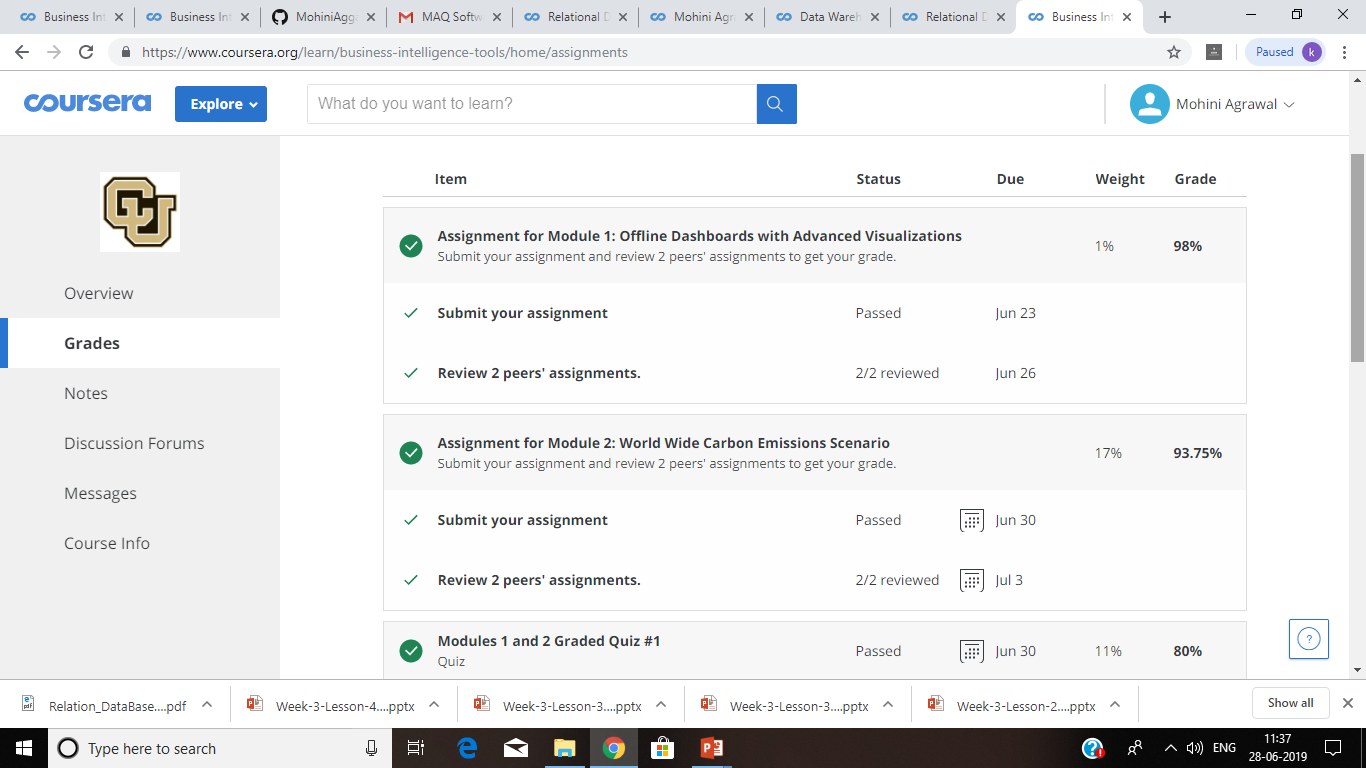 Business Int
Business Int
MohiniAgga
MAQ Softw
Relational D
Mohini Agra
Data Wareh
Relational D
Business Int
https://www.coursera.org/learn/business-intelligence-tools/home/assignments
Paused k
coursera
Explore
What do you want to learn?
Mohini Agrawal
CU
Overview
Grades
Notes
Discussion Forums
Messages
Course Info
Item Status Due Weight Grade
Assignment for Module 1: Offline Dashboards with Advanced Visualizations 1% 98%
Submit your assignment and review 2 peers' assignments to get your grade.
Submit your assignment Passed Jun 23
Review 2 peers' assignments. 2/2 reviewed Jun 26
Assignment for Module 2: World Wide Carbon Emissions Scenario 17% 93.75%
Submit your assignment and review 2 peers' assignments to get your grade.
Submit your assignment Passed Jun 30
Review 2 peers' assignments. 2/2 reviewed Jul 3
Modules 1 and 2 Graded Quiz #1 Passed Jun 30 11% 80%
Quiz
?
Relation_DataBase....pdf
Week-3-Lesson-4....pptx
Week-3-Lesson-3....pptx
Week-3-Lesson-3....pptx
Week-3-Lesson-2....pptx
Show all
Type here to search
ENG
11:37
28-06-2019